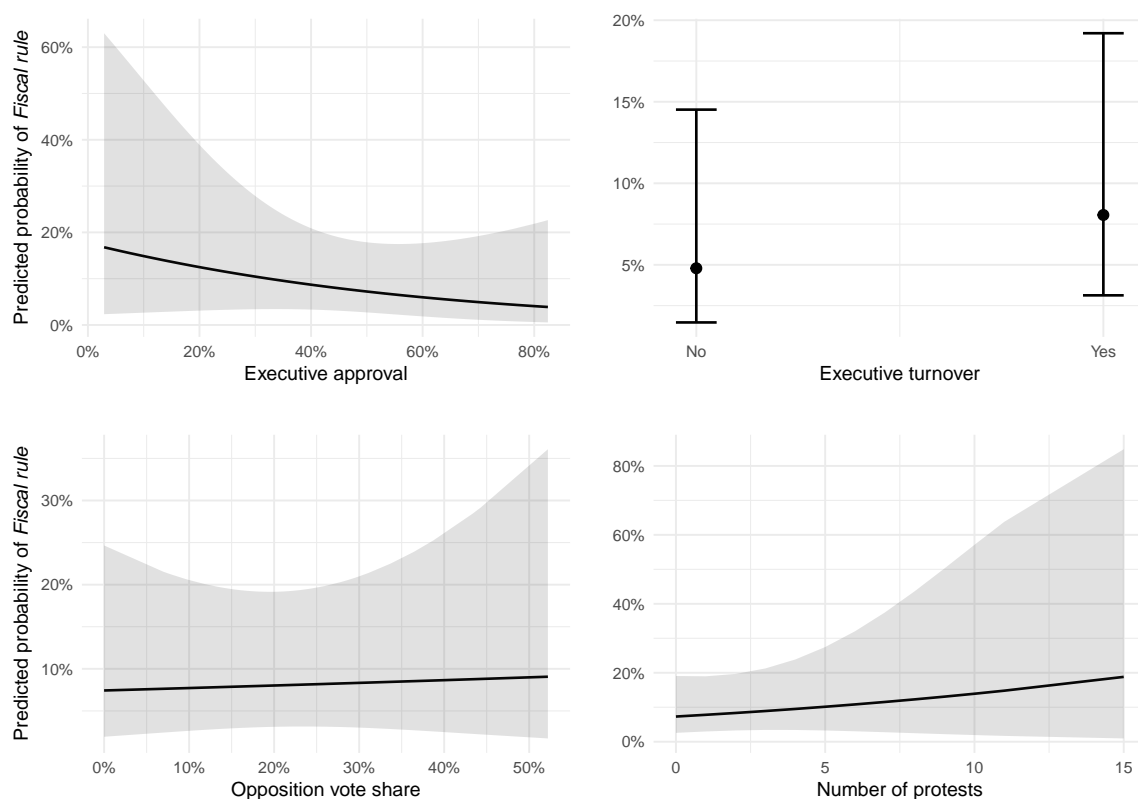 Predicted probability of Fiscal rule
60%
40%
20%
0%
0% 20% 40% 60% 80%
Executive approval
20%
15%
10%
5%
No Yes
Executive turnover
Predicted probability of Fiscal rule
30%
20%
10%
0% 10% 20% 30% 40% 50%
Opposition vote share
80%
60%
40%
20%
0%
0 5 10 15
Number of protests